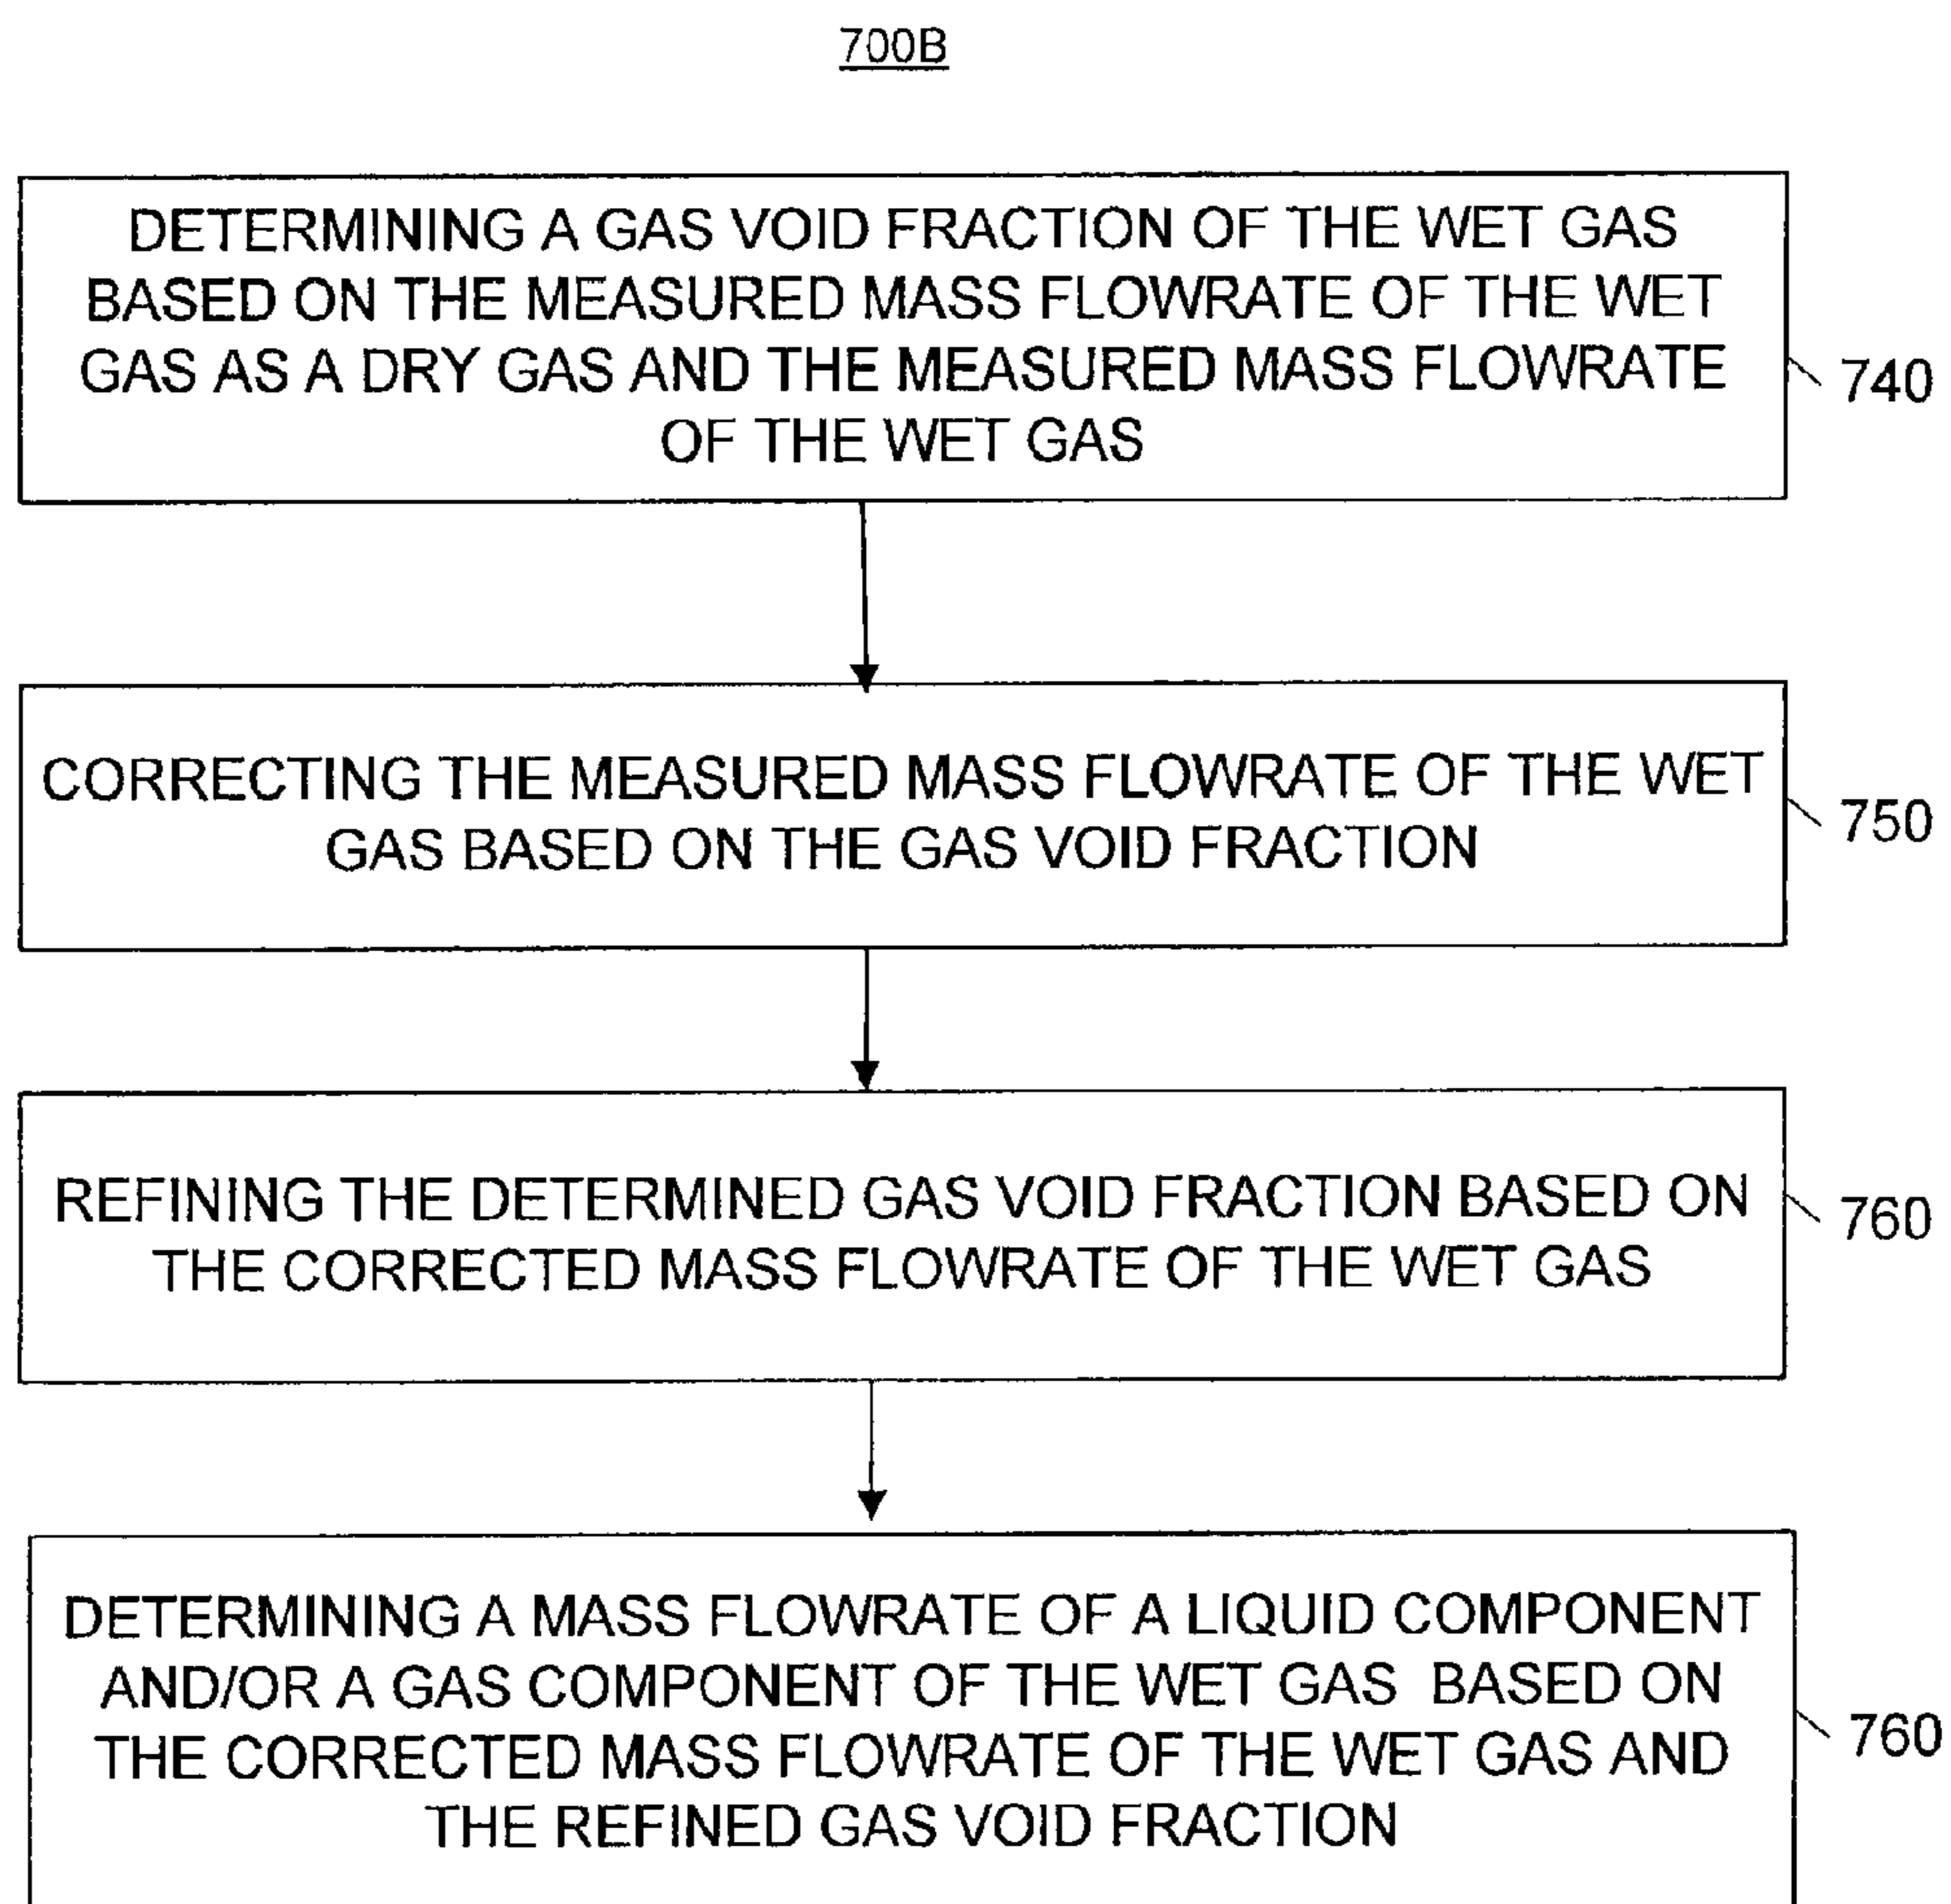 700B
DETERMINING A GAS VOID FRACTION OF THE WET GAS
BASED ON THE MEASURED MASS FLOWRATE OF THE WET
GAS AS A DRY GAS AND THE MEASURED MASS FLOWRATE
OF THE WET GAS
740
CORRECTING THE MEASURED MASS FLOWRATE OF THE WET
GAS BASED ON THE GAS VOID FRACTION
750
REFINING THE DETERMINED GAS VOID FRACTION BASED ON
THE CORRECTED MASS FLOWRATE OF THE WET GAS
760
DETERMINING A MASS FLOWRATE OF A LIQUID COMPONENT
AND/OR A GAS COMPONENT OF THE WET GAS BASED ON
THE CORRECTED MASS FLOWRATE OF THE WET GAS AND
THE REFINED GAS VOID FRACTION
760